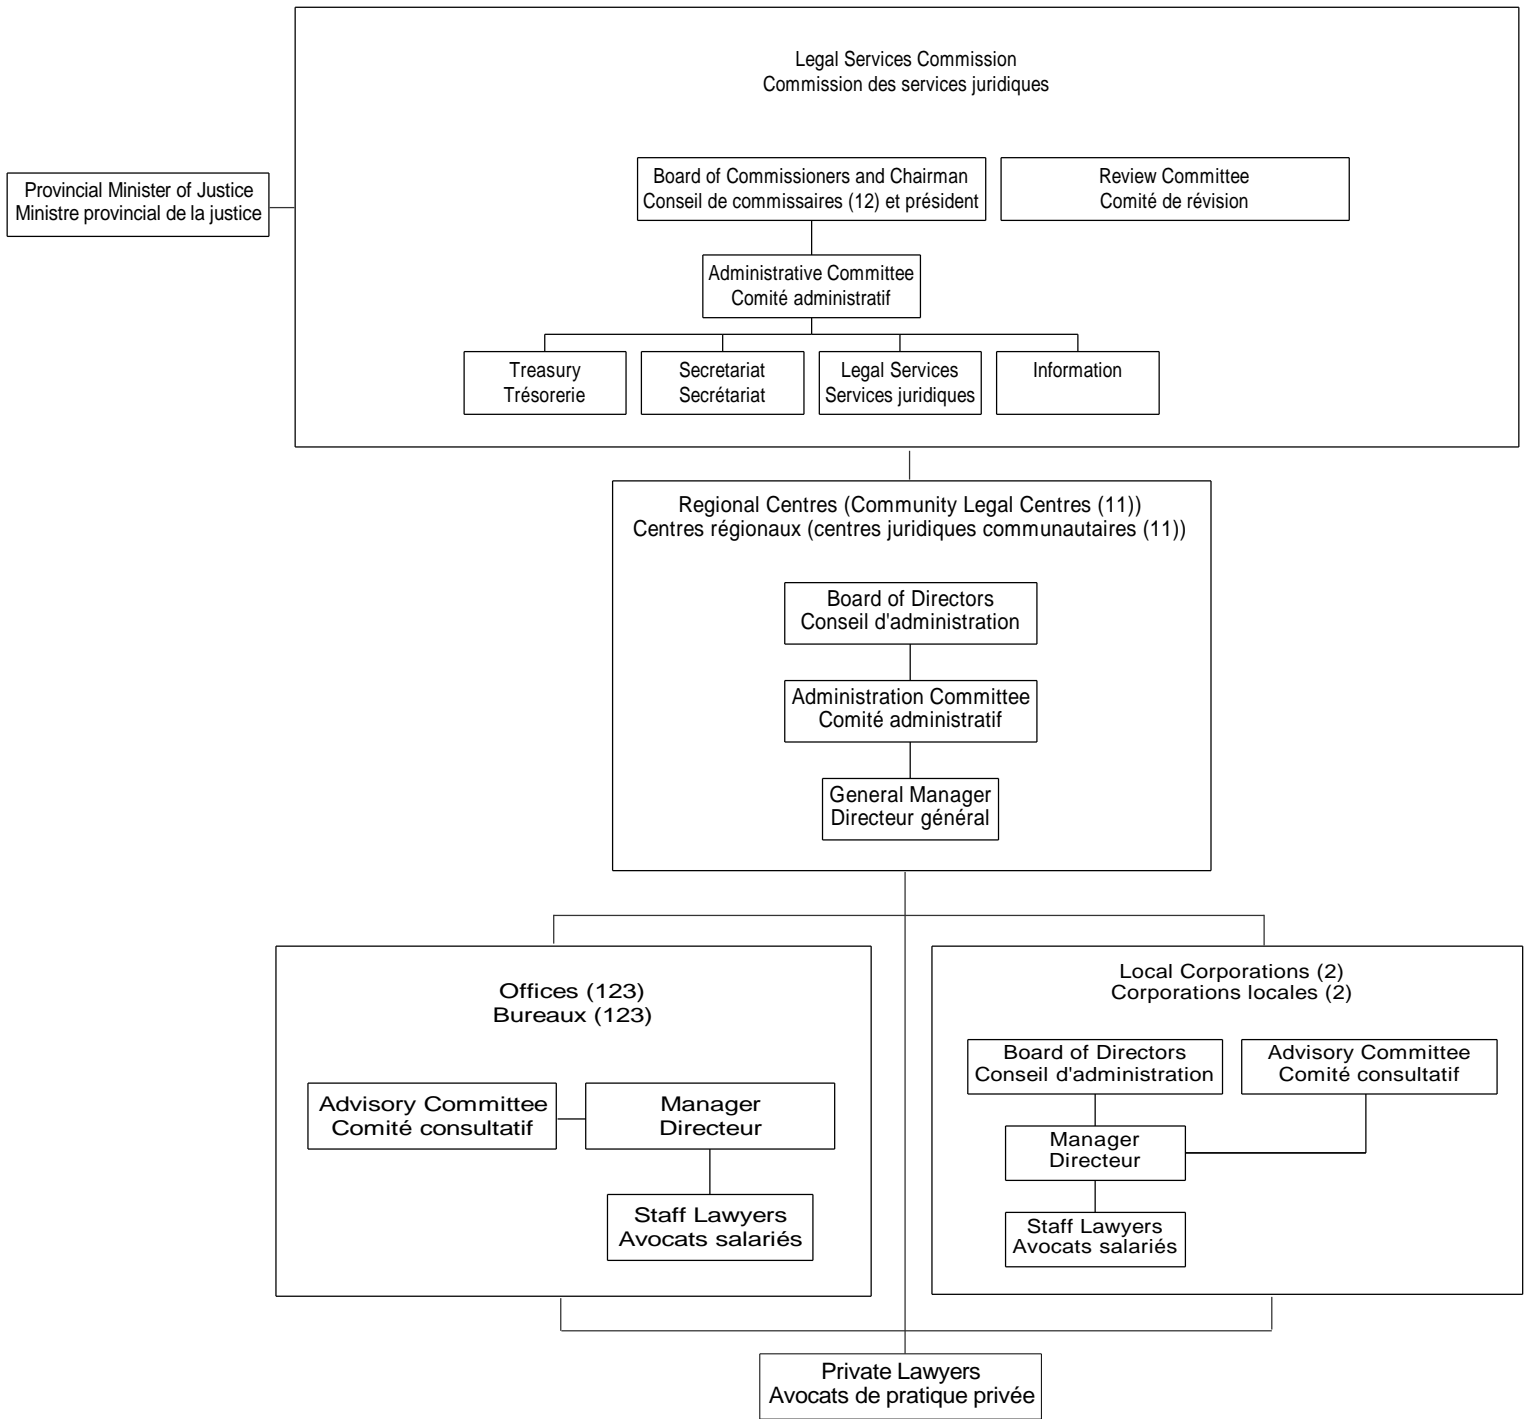 Legal Services Commission
Commission des services juridiques
Provincial Minister of Justice
Ministre provincial de la justice
Board of Commissioners and Chairman
Conseil de commissaires (12) et président
Review Committee
Comité de révision
Administrative Committee
Comité administratif
Treasury
Trésorerie
Secretariat
Secrétariat
Legal Services
Services juridiques
Information
Regional Centres (Community Legal Centres (11))
Centres régionaux (centres juridiques communautaires (11))
Board of Directors
Conseil d'administration
Administration Committee
Comité administratif
General Manager
Directeur général
Offices (123)
Bureaux (123)
Advisory Committee
Comité consultatif
Manager
Directeur
Staff Lawyers
Avocats salariés
Local Corporations (2)
Corporations locales (2)
Board of Directors
Conseil d'administration
Advisory Committee
Comité consultatif
Manager
Directeur
Staff Lawyers
Avocats salariés
Private Lawyers
Avocats de pratique privée